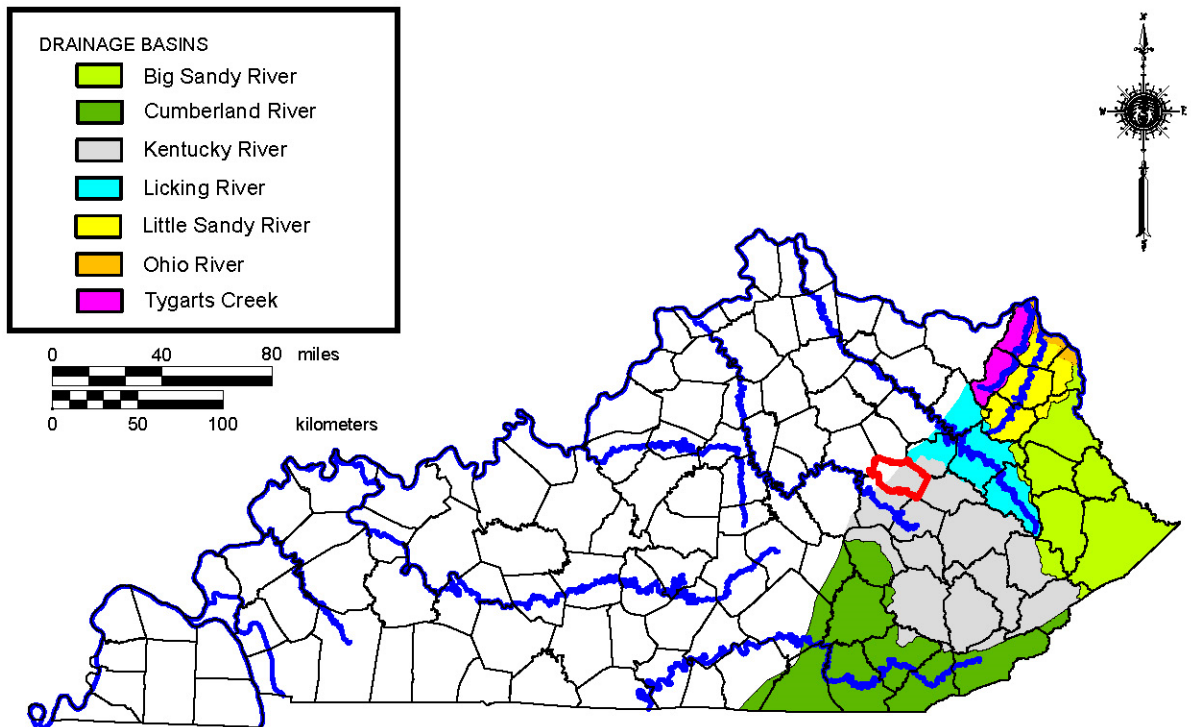 DRAINAGE BASINS
Big Sandy River
Cumberland River
Kentucky River
Licking River
Little Sandy River
Ohio River
Tygarts Creek
0 40 80 miles
0 50 100 kilometers
N
W E
S